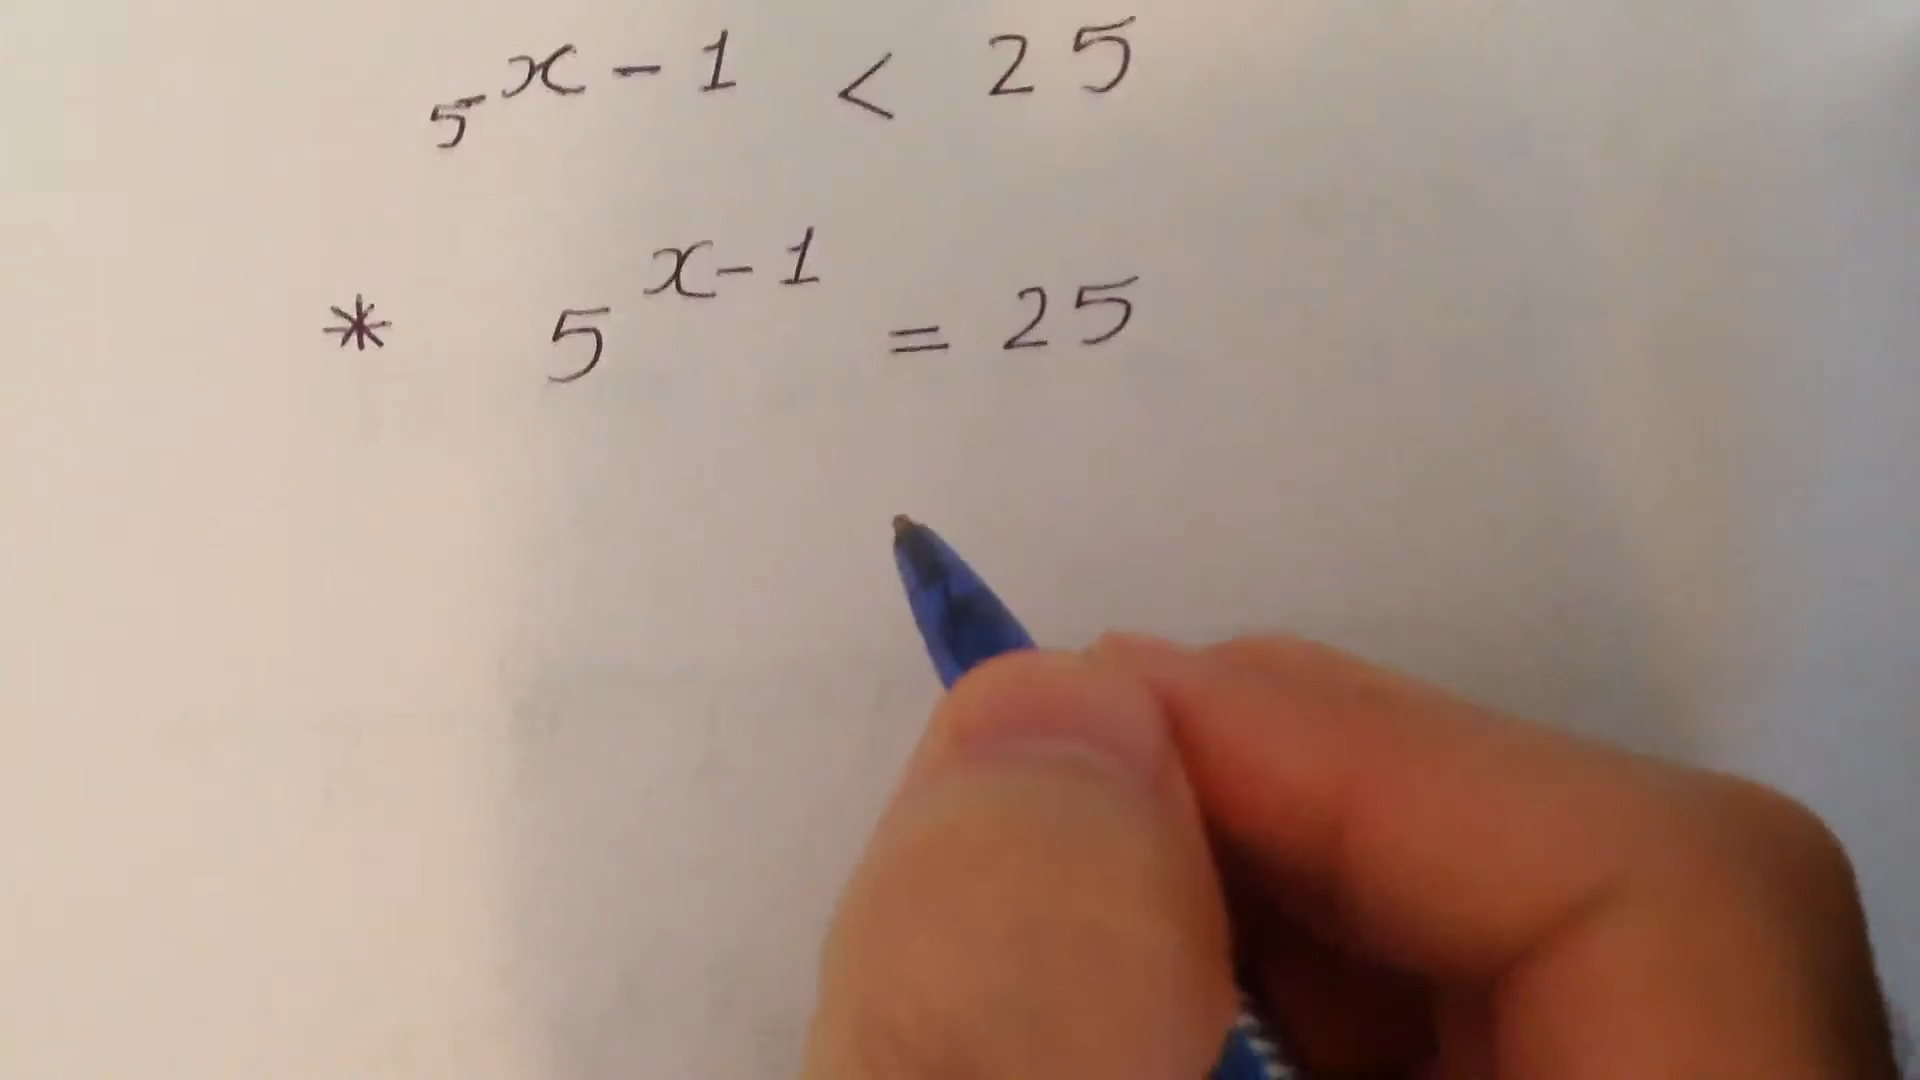 5^{x-1} < 25
* 5^{x-1} = 25